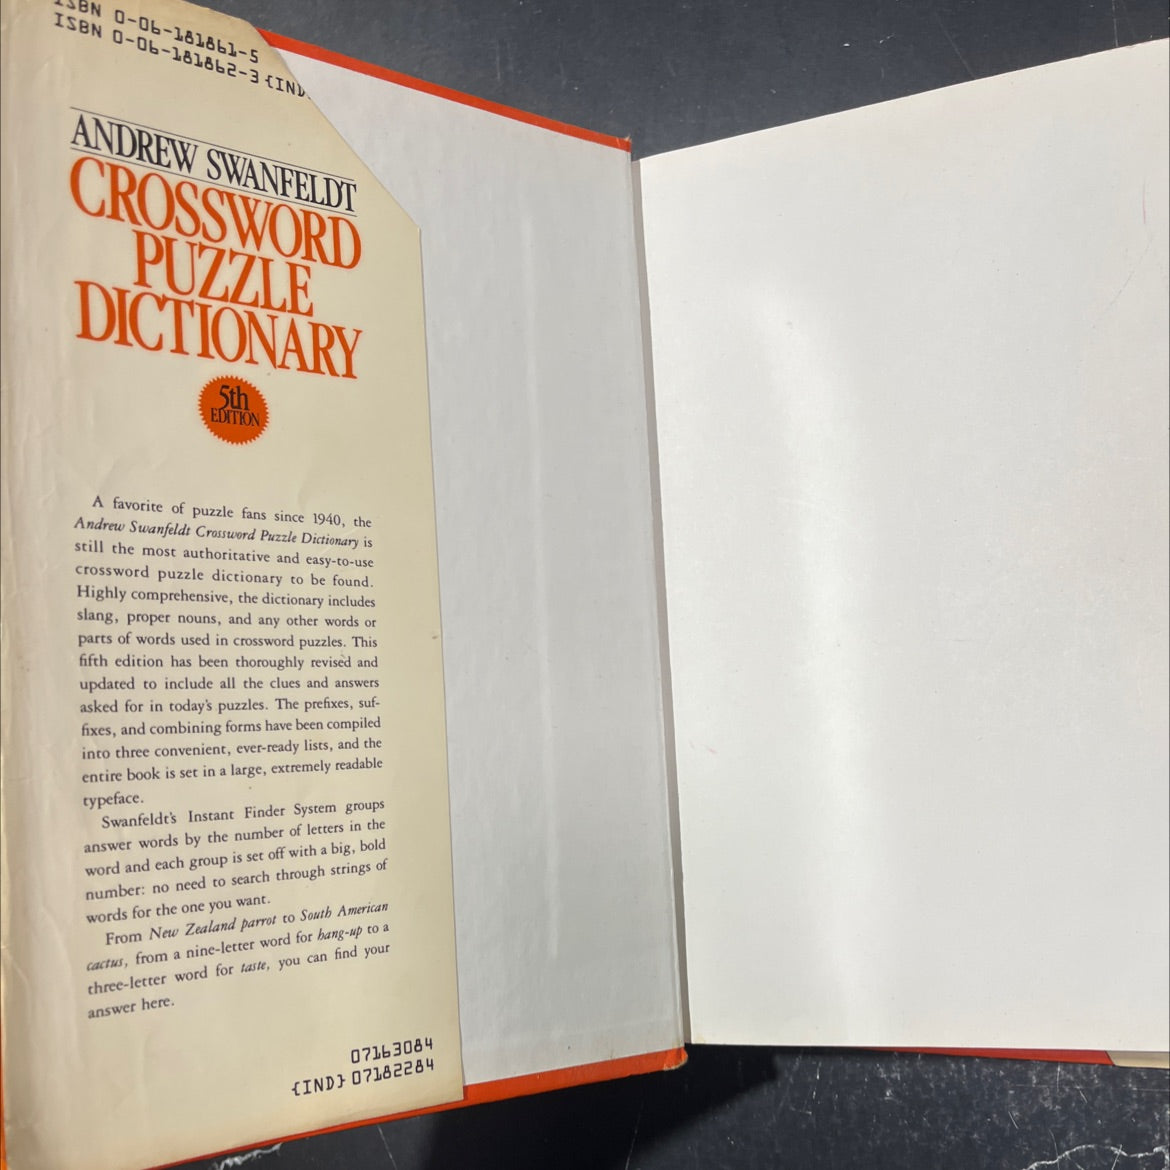 ISBN 0-06-181861-5
ISBN 0-06-181862-3 {IND
ANDREW SWANFELDT
CROSSWORD
PUZZLE
DICTIONARY
5th
EDITION
A favorite of puzzle fans since 1940, the
Andrew Swanfeldt Crossword Puzzle Dictionary is
still the most authoritative and easy-to-use
crossword puzzle dictionary to be found.
Highly comprehensive, the dictionary includes
slang, proper nouns, and any other words or
parts of words used in crossword puzzles. This
fifth edition has been thoroughly revised and
updated to include all the clues and answers
asked for in today's puzzles. The prefixes, suf-
fixes, and combining forms have been compiled
into three convenient, ever-ready lists, and the
entire book is set in a large, extremely readable
typeface.
Swanfeldt's Instant Finder System groups
answer words by the number of letters in the
word and each group is set off with a big, bold
number: no need to search through strings of
words for the one you want.
From New Zealand parrot to South American
cactus, from a nine-letter word for hang-up to a
three-letter word for taste, you can find your
answer here.
07163084
{IND} 07182284